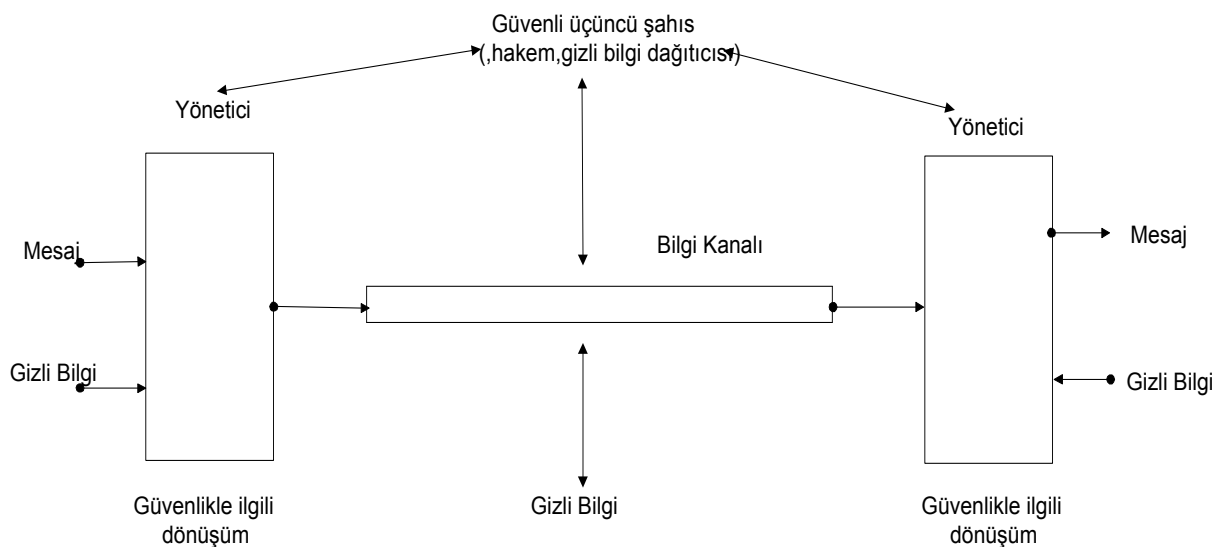 Güvenli üçüncü şahıs
(,hakem,gizli bilgi dağıtıcısı)
Yönetici
Yönetici
Mesaj
Bilgi Kanalı
Mesaj
Gizli Bilgi
Gizli Bilgi
Güvenlikle ilgili
dönüşüm
Gizli Bilgi
Güvenlikle ilgili
dönüşüm